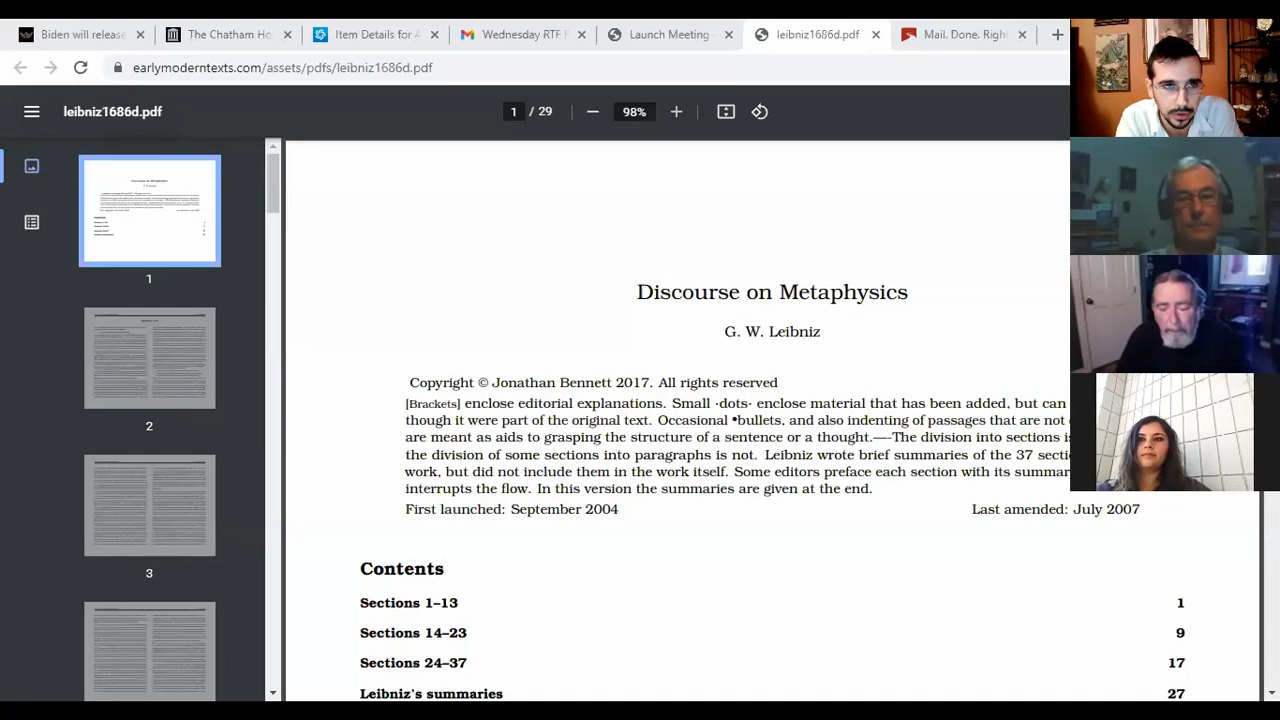 Biden will release
The Chatham Ho
Item Details for
Wednesday RTF
Launch Meeting
leibniz1686d.pdf
Mail. Done. Righ
earlymoderntexts.com/assets/pdfs/leibniz1686d.pdf
leibniz1686d.pdf
1 / 29
98%
1
2
3
Discourse on Metaphysics
G. W. Leibniz
Copyright © Jonathan Bennett 2017. All rights reserved
[Brackets] enclose editorial explanations. Small ·dots· enclose material that has been added, but can
though it were part of the original text. Occasional •bullets, and also indenting of passages that are not
are meant as aids to grasping the structure of a sentence or a thought.—-The division into sections is
the division of some sections into paragraphs is not. Leibniz wrote brief summaries of the 37 secti
work, but did not include them in the work itself. Some editors preface each section with its summar
interrupts the flow. In this version the summaries are given at the end.
First launched: September 2004 Last amended: July 2007
Contents
Sections 1–13 1
Sections 14–23 9
Sections 24–37 17
Leibniz's summaries 27